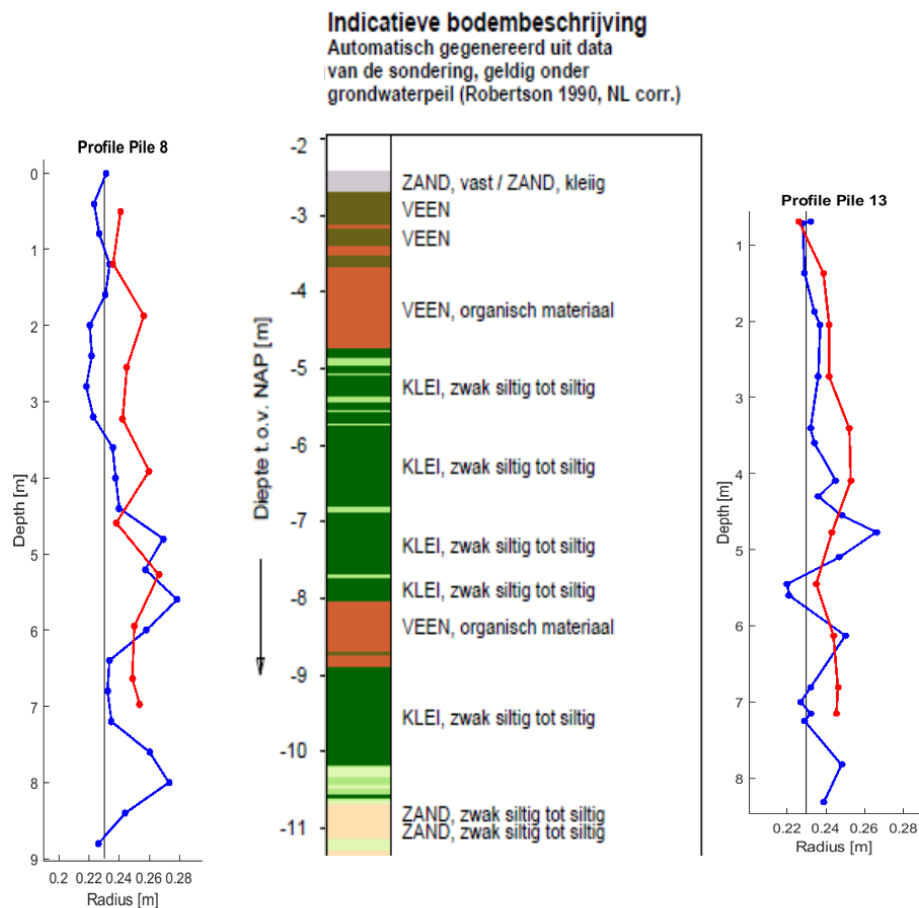 Indicatieve bodembeschrijving
Automatisch gegenereerd uit data
van de sondering, geldig onder
grondwaterpeil (Robertson 1990, NL corr.)
Profile Pile 8
0
1
2
3
4
5
6
7
8
9
Depth [m]
0.2 0.22 0.24 0.26 0.28
Radius [m]
Diepte t.o.v. NAP [m]
-2
-3
-4
-5
-6
-7
-8
-9
-10
-11
ZAND, vast / ZAND, kleiig
VEEN
VEEN
VEEN, organisch materiaal
KLEI, zwak siltig tot siltig
KLEI, zwak siltig tot siltig
KLEI, zwak siltig tot siltig
KLEI, zwak siltig tot siltig
VEEN, organisch materiaal
KLEI, zwak siltig tot siltig
ZAND, zwak siltig tot siltig
ZAND, zwak siltig tot siltig
Profile Pile 13
1
2
3
4
5
6
7
8
Depth [m]
0.22 0.24 0.26 0.28
Radius [m]